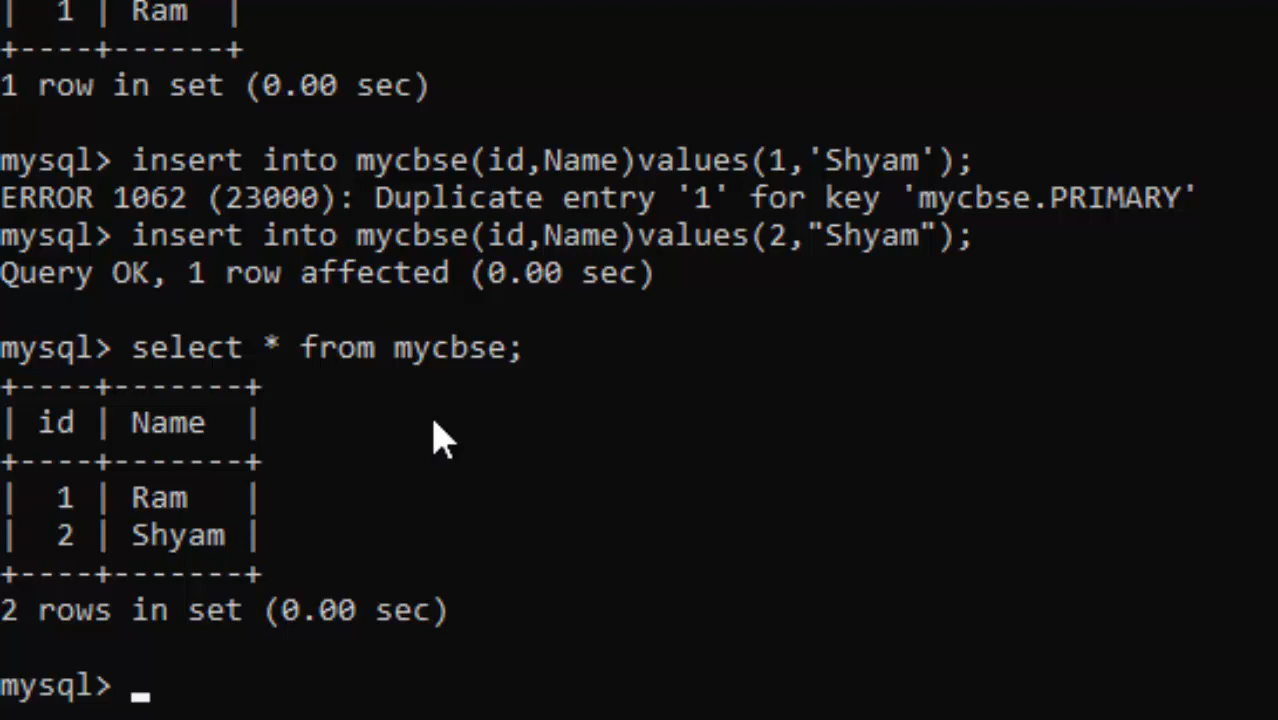 |  1 | Ram  |
+----+------+
1 row in set (0.00 sec)
mysql> insert into mycbse(id,Name)values(1,'Shyam');
ERROR 1062 (23000): Duplicate entry '1' for key 'mycbse.PRIMARY'
mysql> insert into mycbse(id,Name)values(2,"Shyam");
Query OK, 1 row affected (0.00 sec)
mysql> select * from mycbse;
+----+-------+
| id | Name  |
+----+-------+
|  1 | Ram   |
|  2 | Shyam |
+----+-------+
2 rows in set (0.00 sec)
mysql>